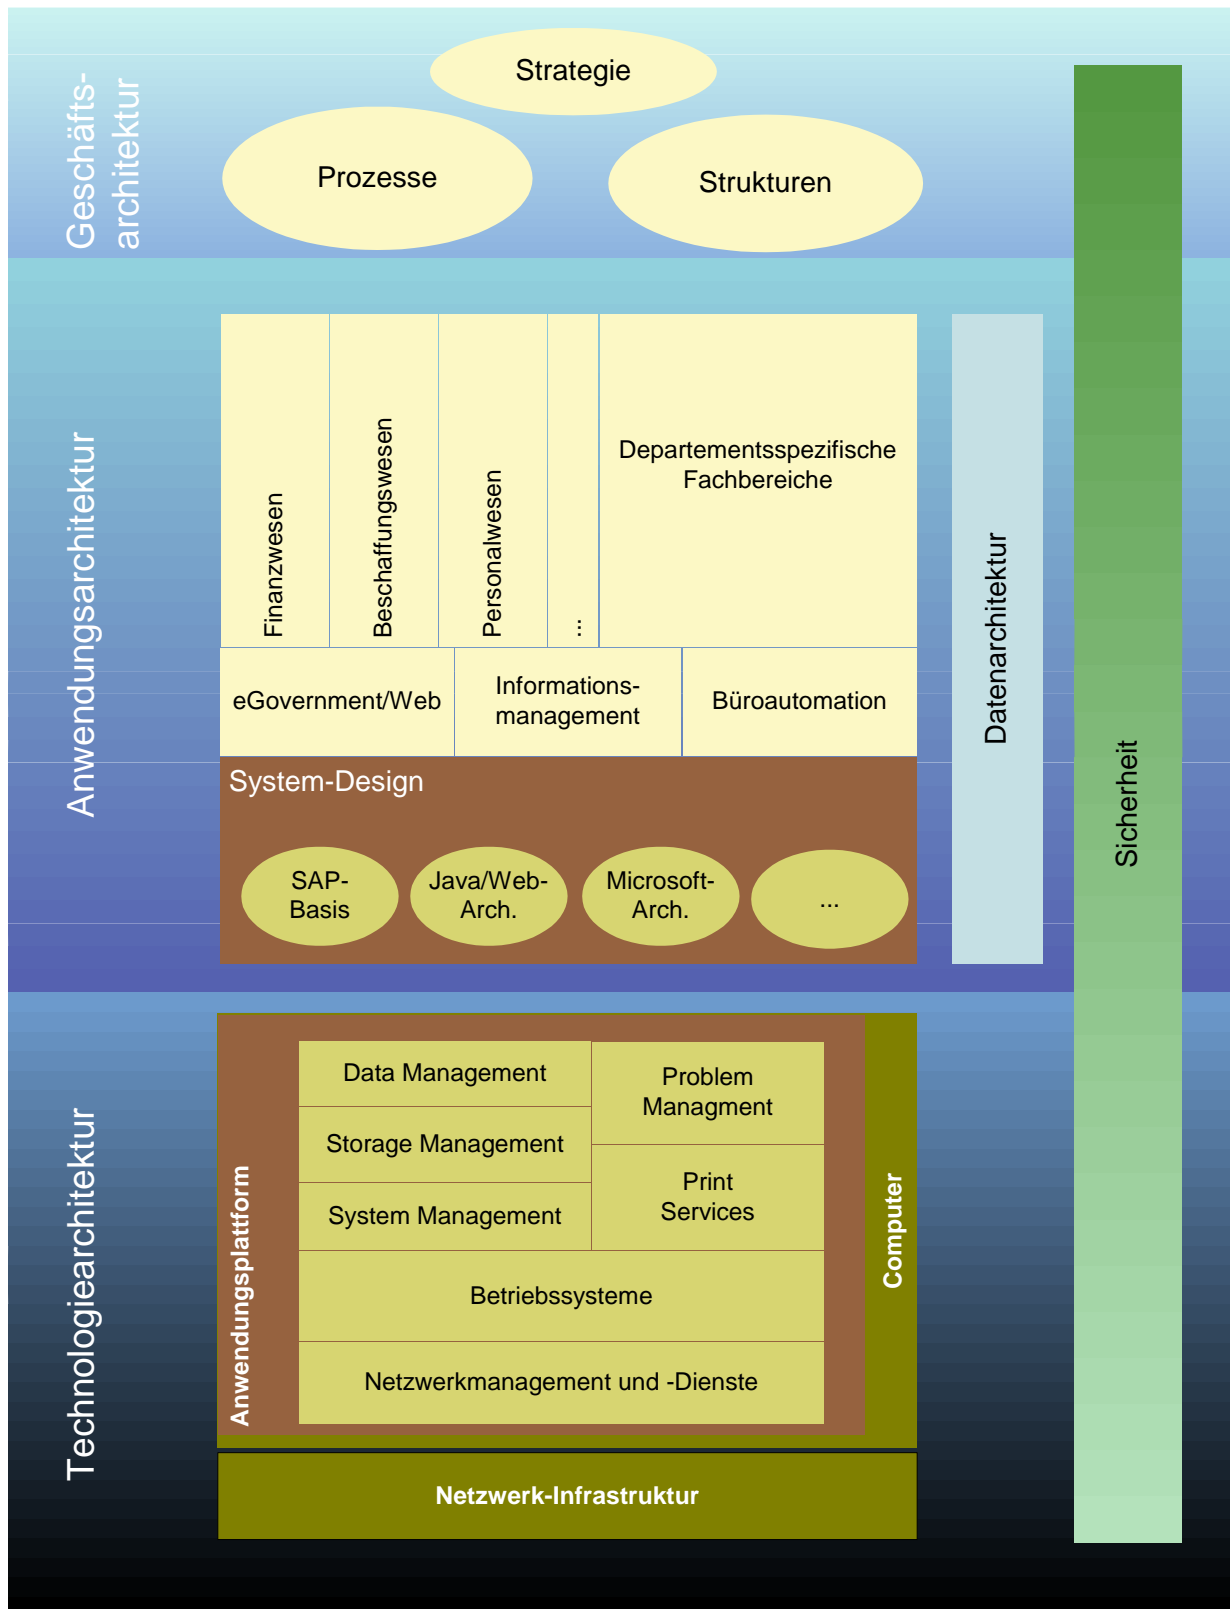 Geschäfts-
architektur
Strategie
Prozesse
Strukturen
Anwendungsarchitektur
Finanzwesen
Beschaffungswesen
Personalwesen
...
Departementsspezifische
Fachbereiche
eGovernment/Web
Informations-
management
Büroautomation
System-Design
SAP-
Basis
Java/Web-
Arch.
Microsoft-
Arch.
...
Datenarchitektur
Sicherheit
Technologiearchitektur
Anwendungsplattform
Data Management
Storage Management
System Management
Problem
Managment
Print
Services
Betriebssysteme
Netzwerkmanagement und -Dienste
Computer
Netzwerk-Infrastruktur